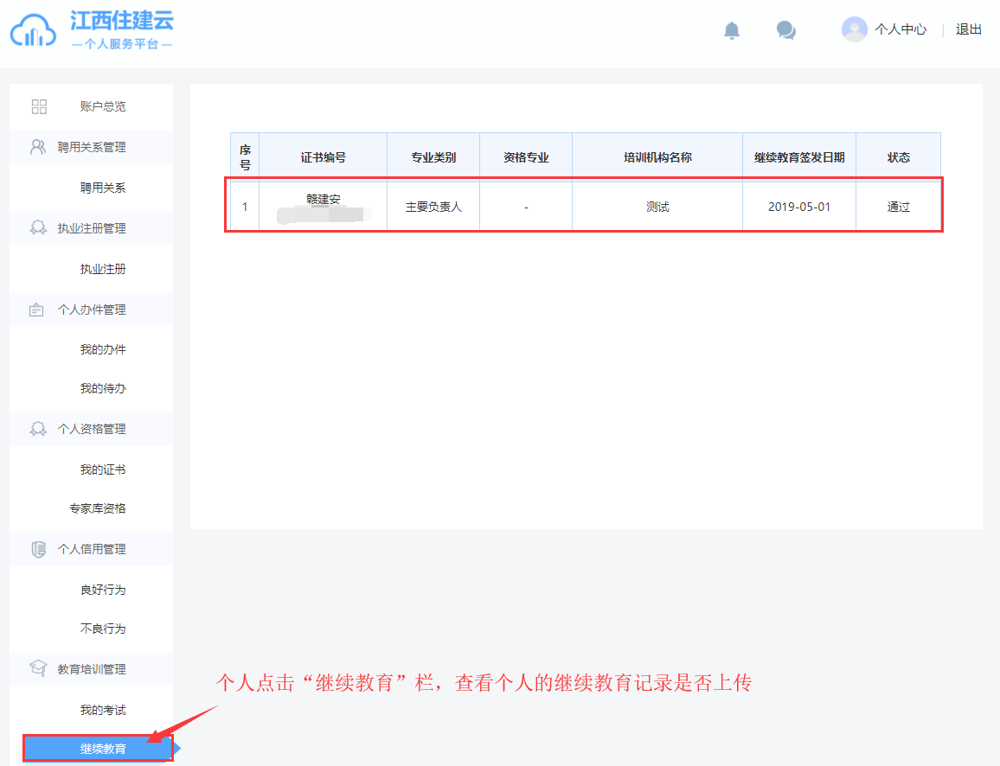 江西住建云
个人服务平台
个人中心
退出
账户总览
聘用关系管理
聘用关系
执业注册管理
执业注册
个人办件管理
我的办件
我的待办
个人资格管理
我的证书
专家库资格
个人信用管理
良好行为
不良行为
教育培训管理
我的考试
继续教育
序号 证书编号 专业类别 资格专业 培训机构名称 继续教育签发日期 状态
1 赣建安 主要负责人 - 测试 2019-05-01 通过
个人点击“继续教育”栏，查看个人的继续教育记录是否上传